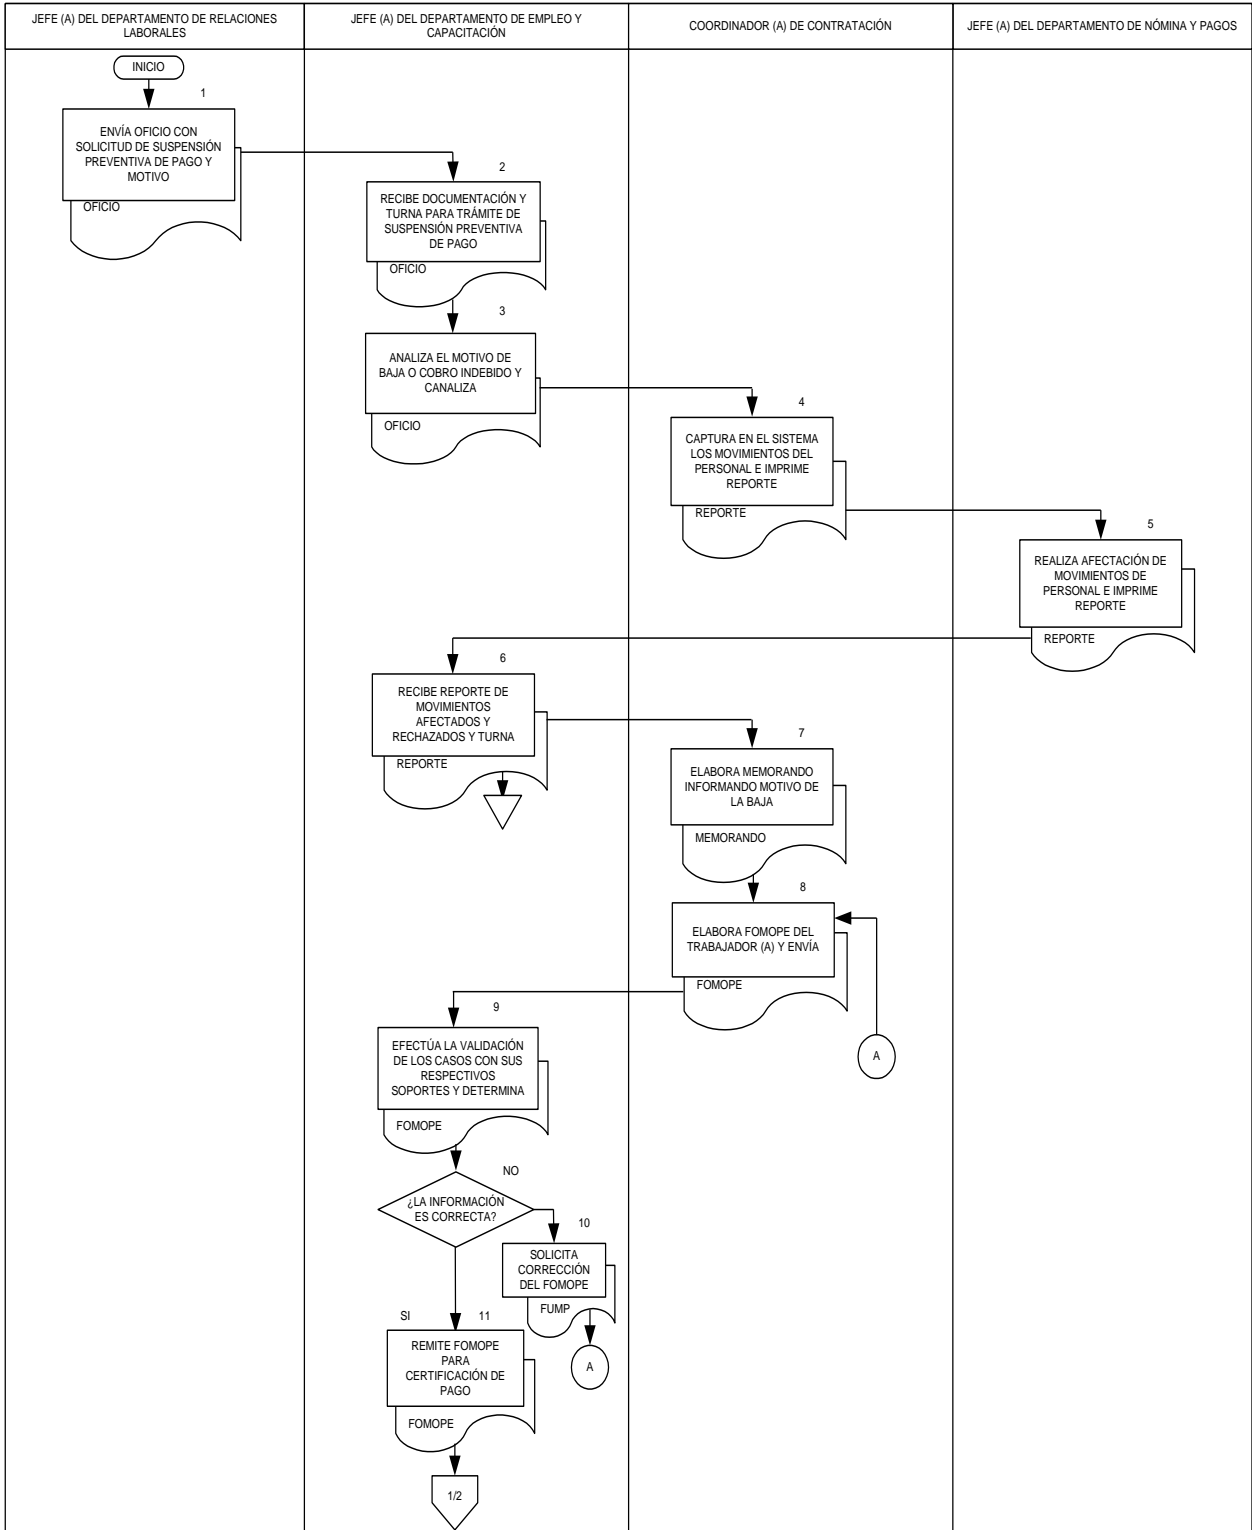 JEFE (A) DEL DEPARTAMENTO DE RELACIONES
LABORALES
JEFE (A) DEL DEPARTAMENTO DE EMPLEO Y
CAPACITACIÓN
COORDINADOR (A) DE CONTRATACIÓN
JEFE (A) DEL DEPARTAMENTO DE NÓMINA Y PAGOS
INICIO
1
ENVÍA OFICIO CON
SOLICITUD DE SUSPENSIÓN
PREVENTIVA DE PAGO Y
MOTIVO
OFICIO
2
RECIBE DOCUMENTACIÓN Y
TURNA PARA TRÁMITE DE
SUSPENSIÓN PREVENTIVA
DE PAGO
OFICIO
3
ANALIZA EL MOTIVO DE
BAJA O COBRO INDEBIDO Y
CANALIZA
OFICIO
4
CAPTURA EN EL SISTEMA
LOS MOVIMIENTOS DEL
PERSONAL E IMPRIME
REPORTE
REPORTE
5
REALIZA AFECTACIÓN DE
MOVIMIENTOS DE
PERSONAL E IMPRIME
REPORTE
REPORTE
6
RECIBE REPORTE DE
MOVIMIENTOS
AFECTADOS Y
RECHAZADOS Y TURNA
REPORTE
7
ELABORA MEMORANDO
INFORMANDO MOTIVO DE
LA BAJA
MEMORANDO
8
ELABORA FOMOPE DEL
TRABAJADOR (A) Y ENVÍA
FOMOPE
A
9
EFECTÚA LA VALIDACIÓN
DE LOS CASOS CON SUS
RESPECTIVOS
SOPORTES Y DETERMINA
FOMOPE
NO
¿LA INFORMACIÓN
ES CORRECTA?
10
SOLICITA
CORRECCIÓN
DEL FOMOPE
FUMP
A
SI
11
REMITE FOMOPE
PARA
CERTIFICACIÓN DE
PAGO
FOMOPE
1/2